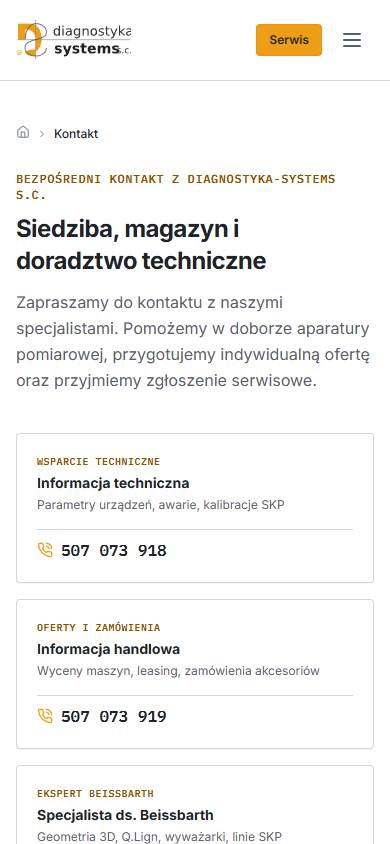 diagnostyka
systems s.c.
Serwis
Kontakt
BEZPOŚREDNI KONTAKT Z DIAGNOSTYKA-SYSTEMS
S.C.
Siedziba, magazyn i
doradztwo techniczne
Zapraszamy do kontaktu z naszymi
specjalistami. Pomożemy w doborze aparatury
pomiarowej, przygotujemy indywidualną ofertę
oraz przyjmiemy zgłoszenie serwisowe.
WSPARCIE TECHNICZNE
Informacja techniczna
Parametry urządzeń, awarie, kalibracje SKP
507 073 918
OFERTY I ZAMÓWIENIA
Informacja handlowa
Wyceny maszyn, leasing, zamówienia akcesoriów
507 073 919
EKSPERT BEISSBARTH
Specjalista ds. Beissbarth
Geometria 3D, Q.Lign, wyważarki, linie SKP